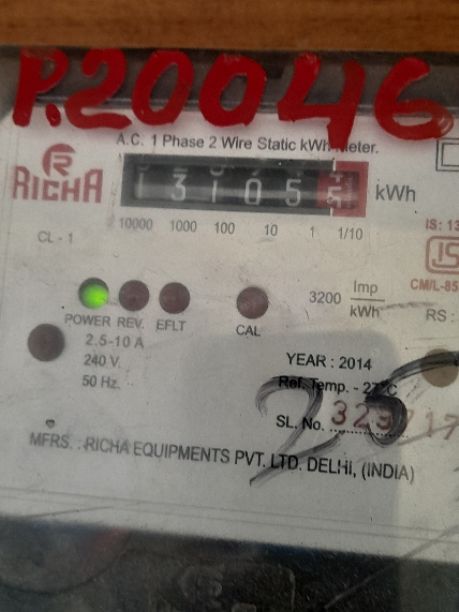 P.20046
A.C. 1 Phase 2 Wire Static kWh Meter.
RICHA
13105
kWh
10000 1000 100 10 1 1/10
CL - 1
IS: 13
IS
CM/L-85
3200 Imp/kWh
RS :
POWER REV. EFLT
CAL
2.5-10 A
240 V.
50 Hz.
YEAR : 2014
Ref. Temp. - 27°C
25
SL. No.
MFRS. : RICHA EQUIPMENTS PVT. LTD. DELHI, (INDIA)